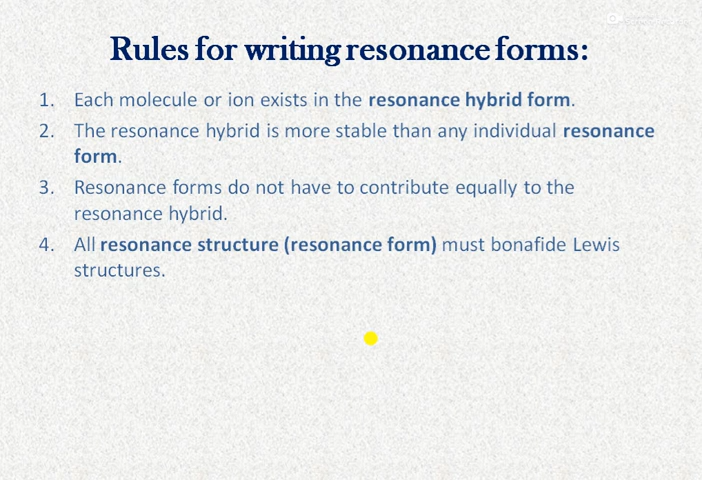 Rules for writing resonance forms:
1. Each molecule or ion exists in the resonance hybrid form.
2. The resonance hybrid is more stable than any individual resonance
form.
3. Resonance forms do not have to contribute equally to the
resonance hybrid.
4. All resonance structure (resonance form) must bonafide Lewis
structures.